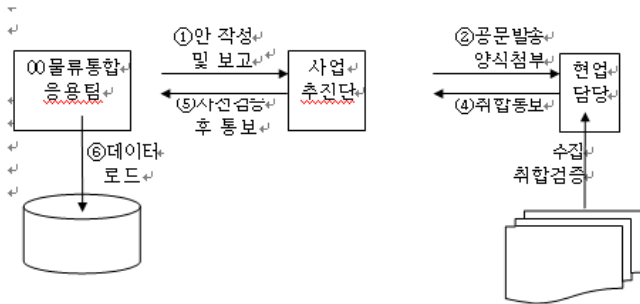 ①안 작성
및 보고
②공문발송
양식첨부
00물류통합
응용팀
사업
추진단
현업
담당
⑤사전검증
후 통보
④취합통보
⑥데이터
로드
수집
취합검증